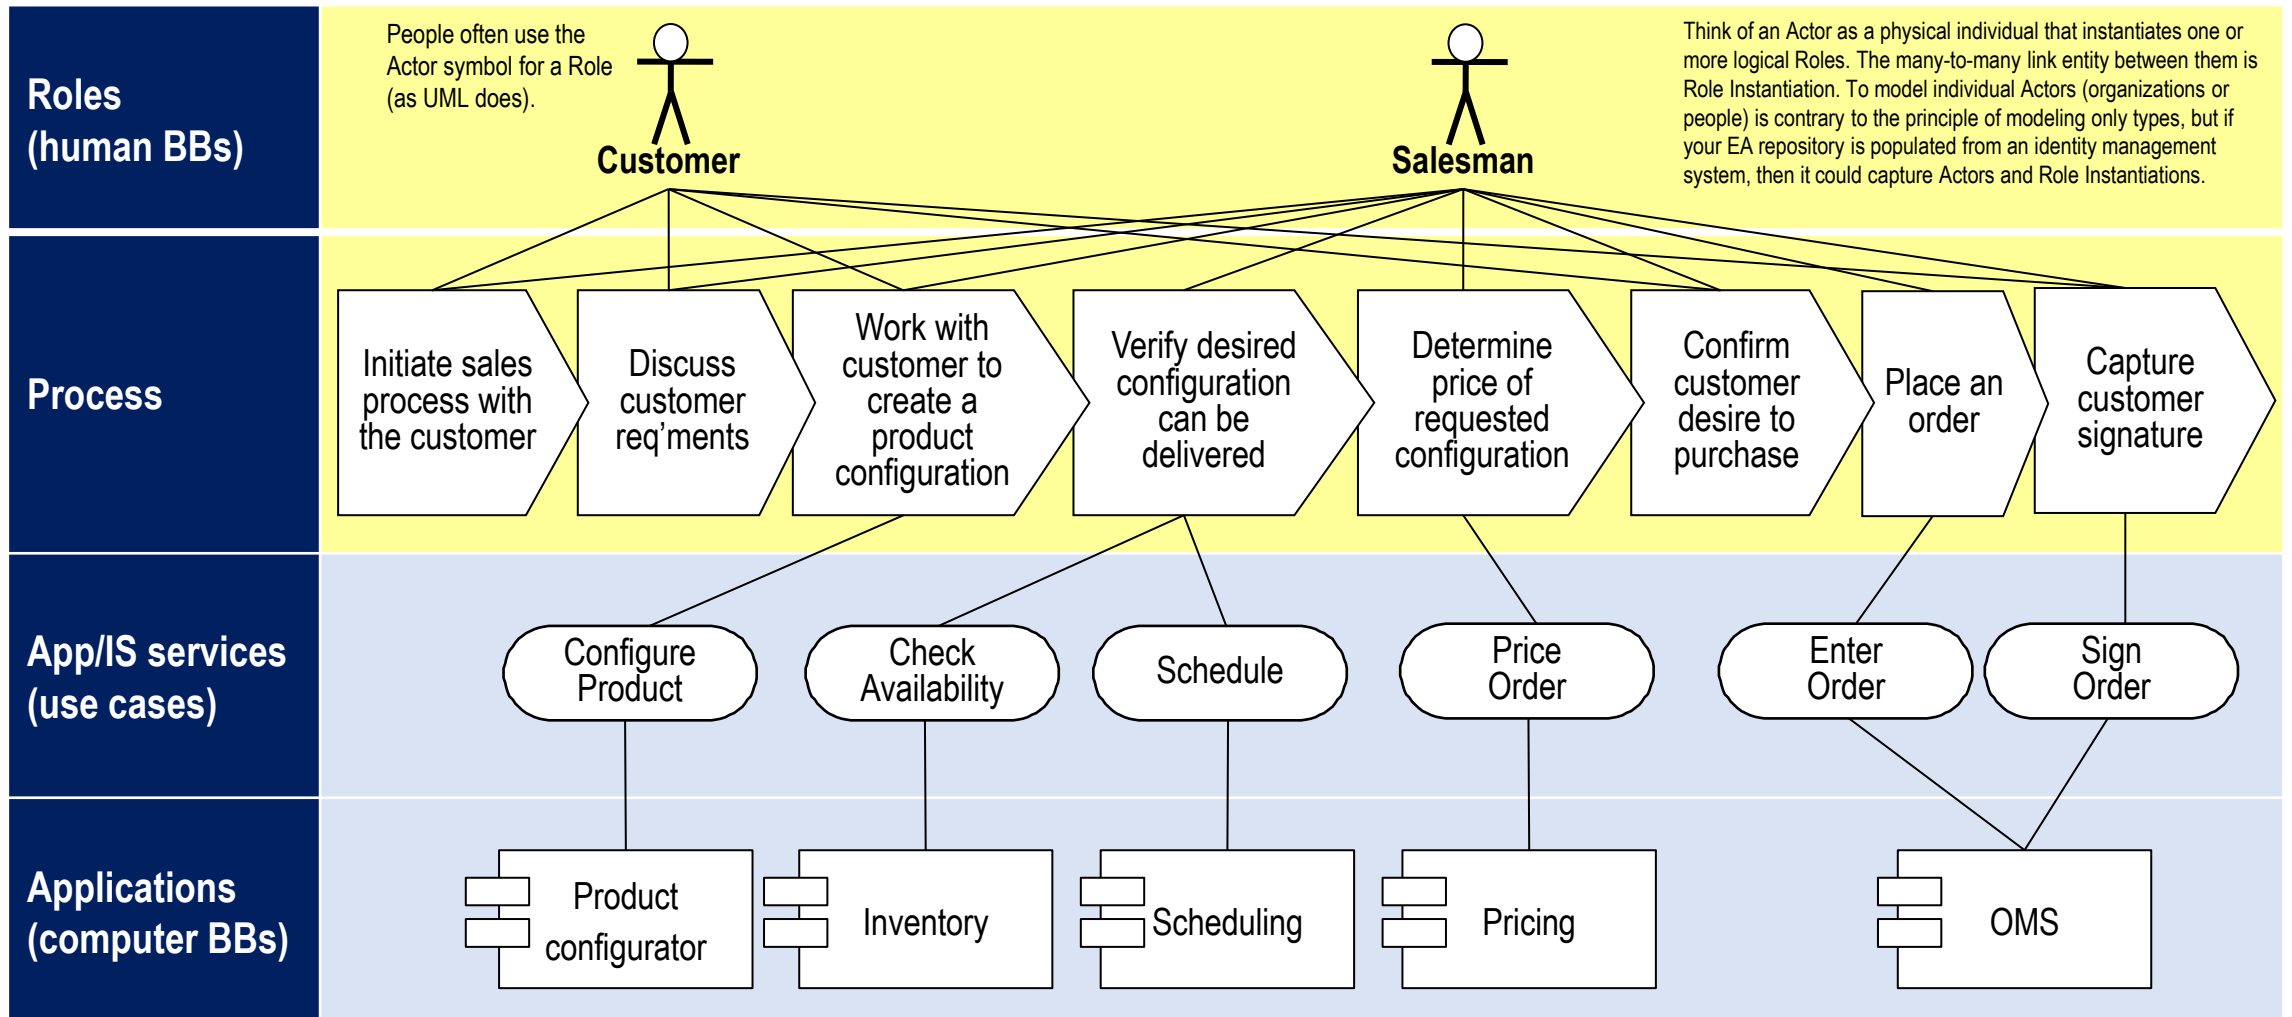 Roles
(human BBs)
People often use the
Actor symbol for a Role
(as UML does).
Customer
Salesman
Think of an Actor as a physical individual that instantiates one or
more logical Roles. The many-to-many link entity between them is
Role Instantiation. To model individual Actors (organizations or
people) is contrary to the principle of modeling only types, but if
your EA repository is populated from an identity management
system, then it could capture Actors and Role Instantiations.
Process
Initiate sales
process with
the customer
Discuss
customer
req’ments
Work with
customer to
create a
product
configuration
Verify desired
configuration
can be
delivered
Determine
price of
requested
configuration
Confirm
customer
desire to
purchase
Place an
order
Capture
customer
signature
App/IS services
(use cases)
Configure
Product
Check
Availability
Schedule
Price
Order
Enter
Order
Sign
Order
Applications
(computer BBs)
Product
configurator
Inventory
Scheduling
Pricing
OMS